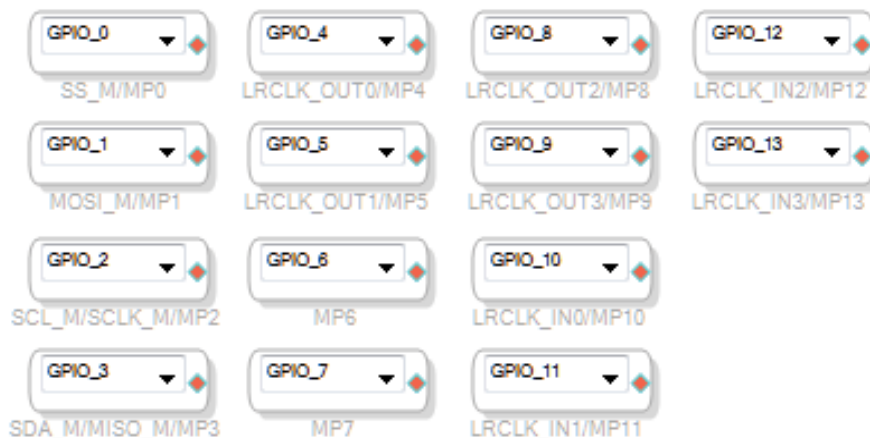 GPIO_0 GPIO_4 GPIO_8 GPIO_12
SS_M/MP0 LRCLK_OUT0/MP4 LRCLK_OUT2/MP8 LRCLK_IN2/MP12
GPIO_1 GPIO_5 GPIO_9 GPIO_13
MOSI_M/MP1 LRCLK_OUT1/MP5 LRCLK_OUT3/MP9 LRCLK_IN3/MP13
GPIO_2 GPIO_6 GPIO_10
SCL_M/SCLK_M/MP2 MP6 LRCLK_IN0/MP10
GPIO_3 GPIO_7 GPIO_11
SDA_M/MISO_M/MP3 MP7 LRCLK_IN1/MP11